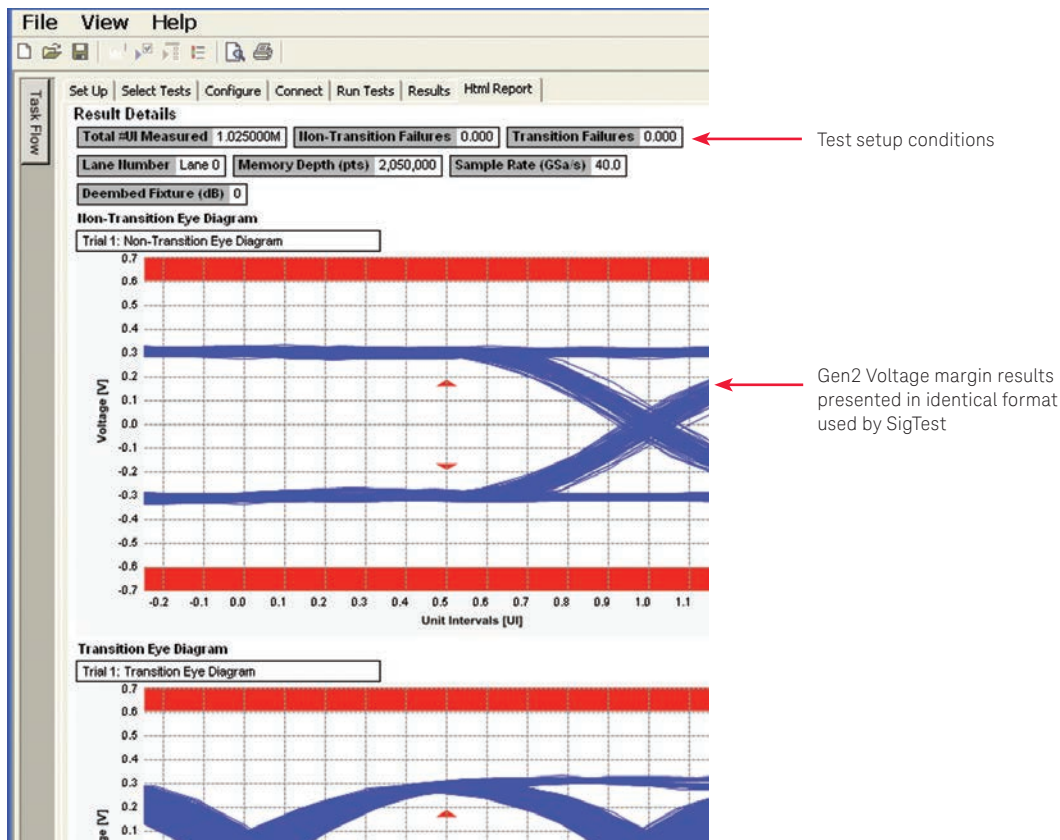 File View Help
Task Flow
Set Up Select Tests Configure Connect Run Tests Results Html Report
Result Details
Total #UI Measured 1.025000M Non-Transition Failures 0.000 Transition Failures 0.000
Test setup conditions
Lane Number Lane 0 Memory Depth (pts) 2,050,000 Sample Rate (GSa/s) 40.0
Deembed Fixture (dB) 0
Non-Transition Eye Diagram
Trial 1: Non-Transition Eye Diagram
0.7
0.6
0.5
0.4
0.3
0.2
0.1
0.0
-0.1
-0.2
-0.3
-0.4
-0.5
-0.6
-0.7
Voltage [V]
Gen2 Voltage margin results
presented in identical format
used by SigTest
-0.2 -0.1 0.0 0.1 0.2 0.3 0.4 0.5 0.6 0.7 0.8 0.9 1.0 1.1
Unit Intervals [UI]
Transition Eye Diagram
Trial 1: Transition Eye Diagram
0.7
0.6
0.5
0.4
0.3
0.2
0.1
ge [V]